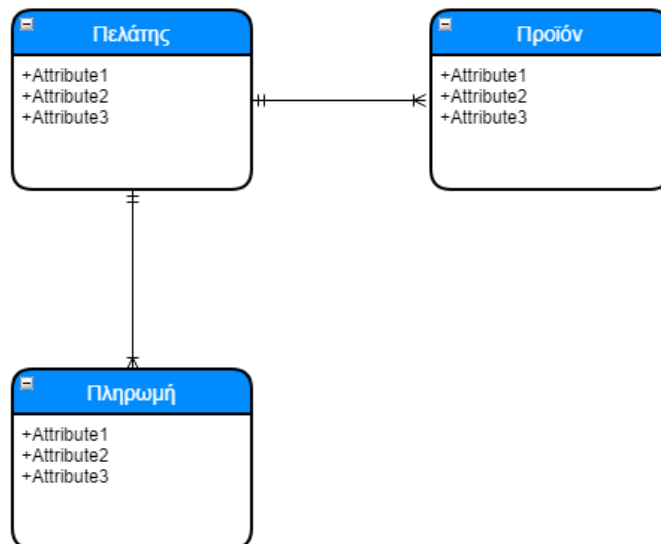 Πελάτης
+Attribute1
+Attribute2
+Attribute3
Προϊόν
+Attribute1
+Attribute2
+Attribute3
Πληρωμή
+Attribute1
+Attribute2
+Attribute3